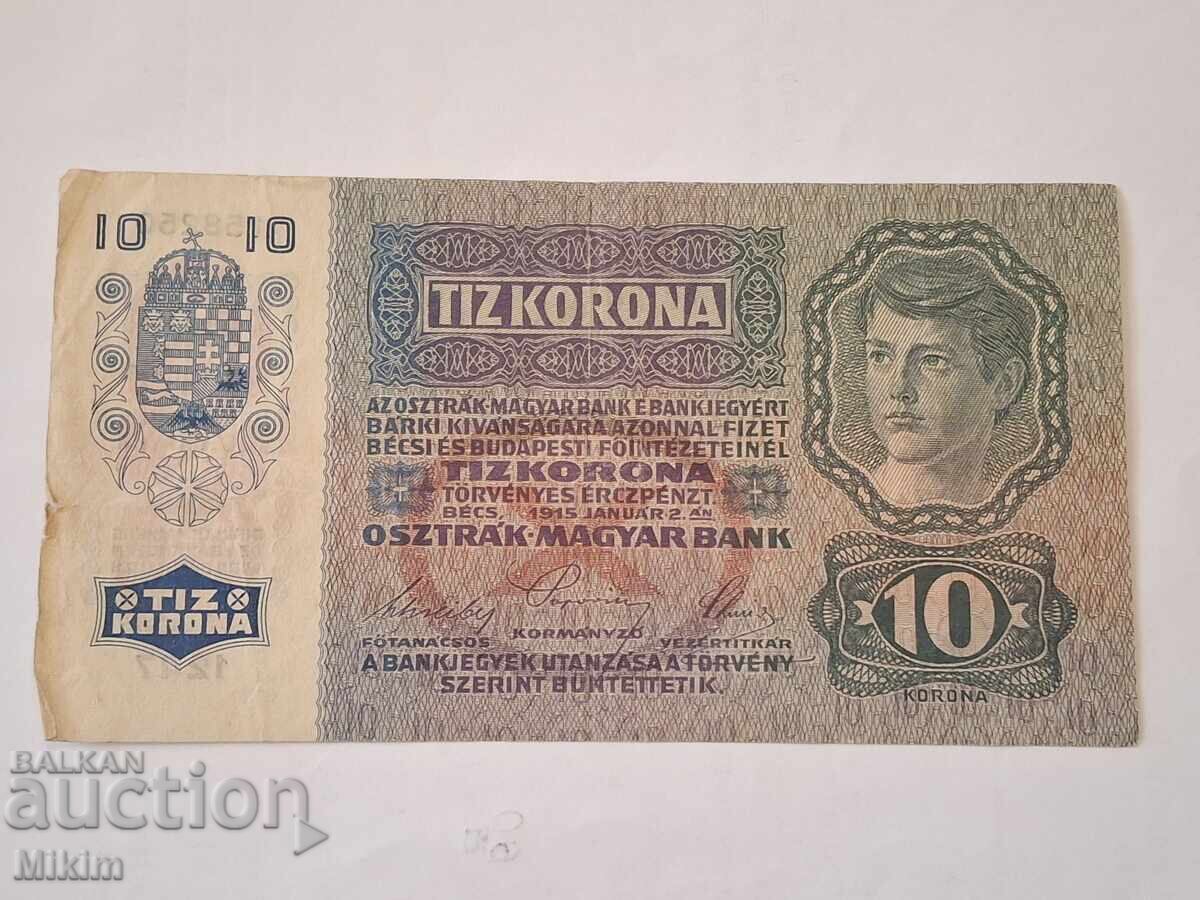 10 10
TIZ KORONA
AZ OSZTRÁK-MAGYAR BANK E BANKJEGYÉRT
BÁRKI KIVÁNSÁGÁRA AZONNAL FIZET
BÉCSI ÉS BUDAPESTI FŐINTÉZETEINÉL
TIZ KORONA
TÖRVÉNYES ÉRCZPÉNZT.
BÉCS, 1915 JANUÁR 2.ÁN
OSZTRÁK-MAGYAR BANK
FŐTANÁCSOS KORMÁNYZÓ VEZÉRTITKÁR
A BANKJEGYEK UTÁNZÁSA A TÖRVÉNY
SZERINT BÜNTETTETIK.
TIZ
KORONA
10
KORONA
BALKAN
auction
Mikim